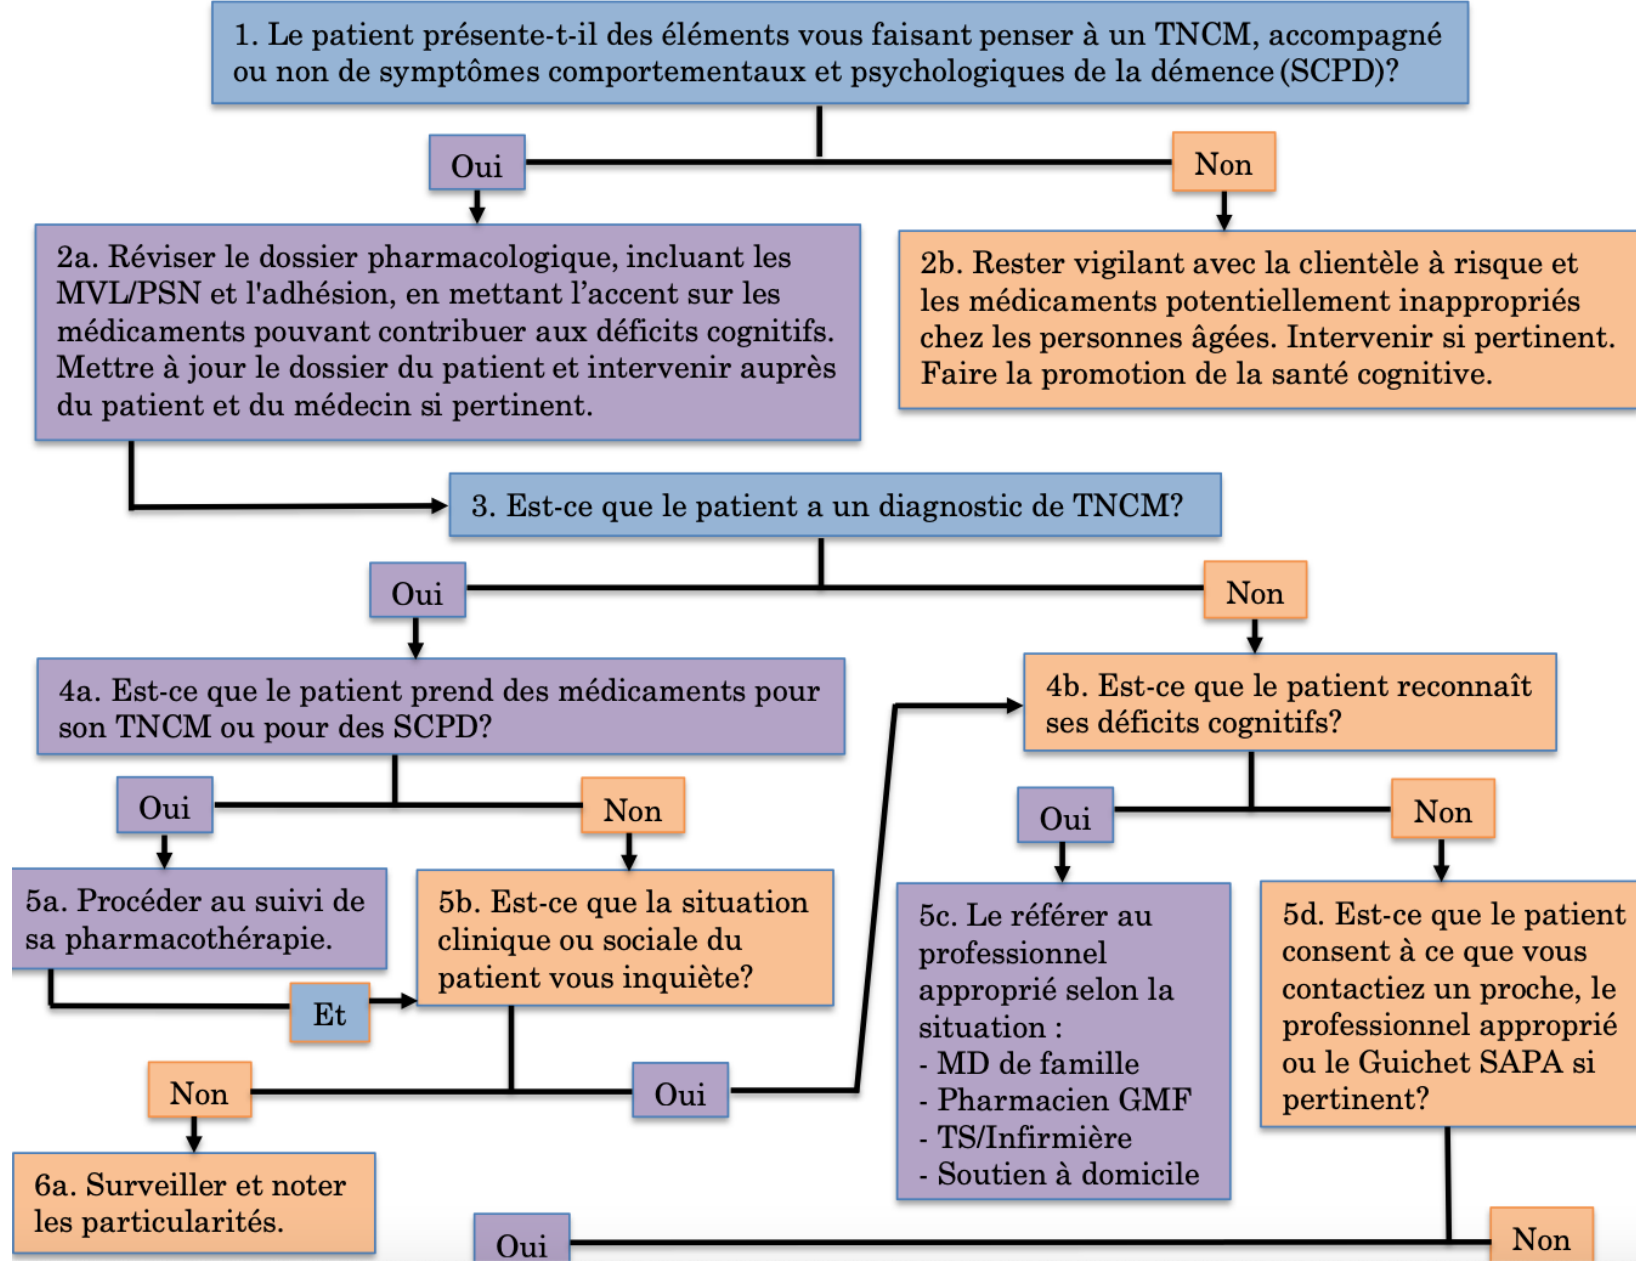 1. Le patient présente-t-il des éléments vous faisant penser à un TNCM, accompagné
ou non de symptômes comportementaux et psychologiques de la démence (SCPD)?
Oui
Non
2a. Réviser le dossier pharmacologique, incluant les
MVL/PSN et l'adhésion, en mettant l’accent sur les
médicaments pouvant contribuer aux déficits cognitifs.
Mettre à jour le dossier du patient et intervenir auprès
du patient et du médecin si pertinent.
2b. Rester vigilant avec la clientèle à risque et
les médicaments potentiellement inappropriés
chez les personnes âgées. Intervenir si pertinent.
Faire la promotion de la santé cognitive.
3. Est-ce que le patient a un diagnostic de TNCM?
Oui
Non
4a. Est-ce que le patient prend des médicaments pour
son TNCM ou pour des SCPD?
4b. Est-ce que le patient reconnaît
ses déficits cognitifs?
Oui
Non
Oui
Non
5a. Procéder au suivi de
sa pharmacothérapie.
5b. Est-ce que la situation
clinique ou sociale du
patient vous inquiète?
5c. Le référer au
professionnel
approprié selon la
situation :
- MD de famille
- Pharmacien GMF
- TS/Infirmière
- Soutien à domicile
5d. Est-ce que le patient
consent à ce que vous
contactiez un proche, le
professionnel approprié
ou le Guichet SAPA si
pertinent?
Et
Non
Oui
6a. Surveiller et noter
les particularités.
Oui
Non